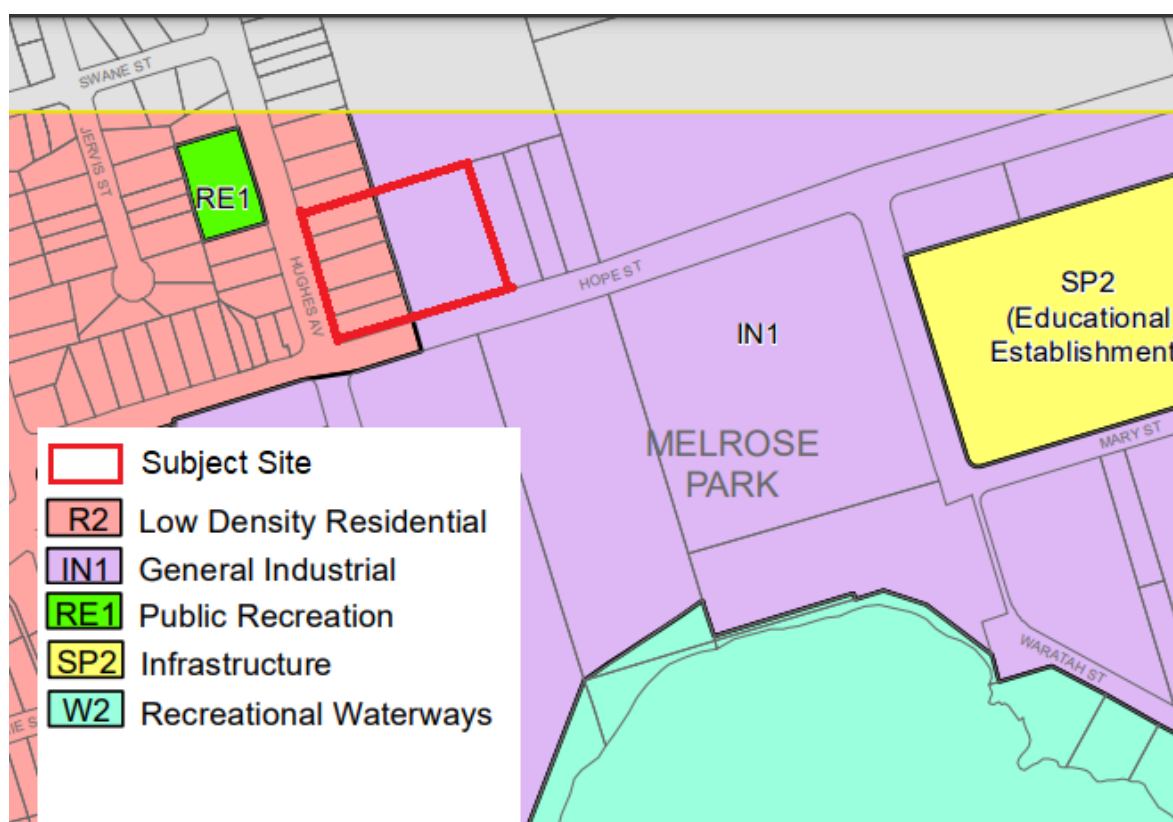 SWANE ST
JERVIS ST
RE1
HUGHES AV
HOPE ST
IN1
SP2
(Educational
Establishment
MELROSE
PARK
MARY ST
WARATAH ST
Subject Site
R2 Low Density Residential
IN1 General Industrial
RE1 Public Recreation
SP2 Infrastructure
W2 Recreational Waterways